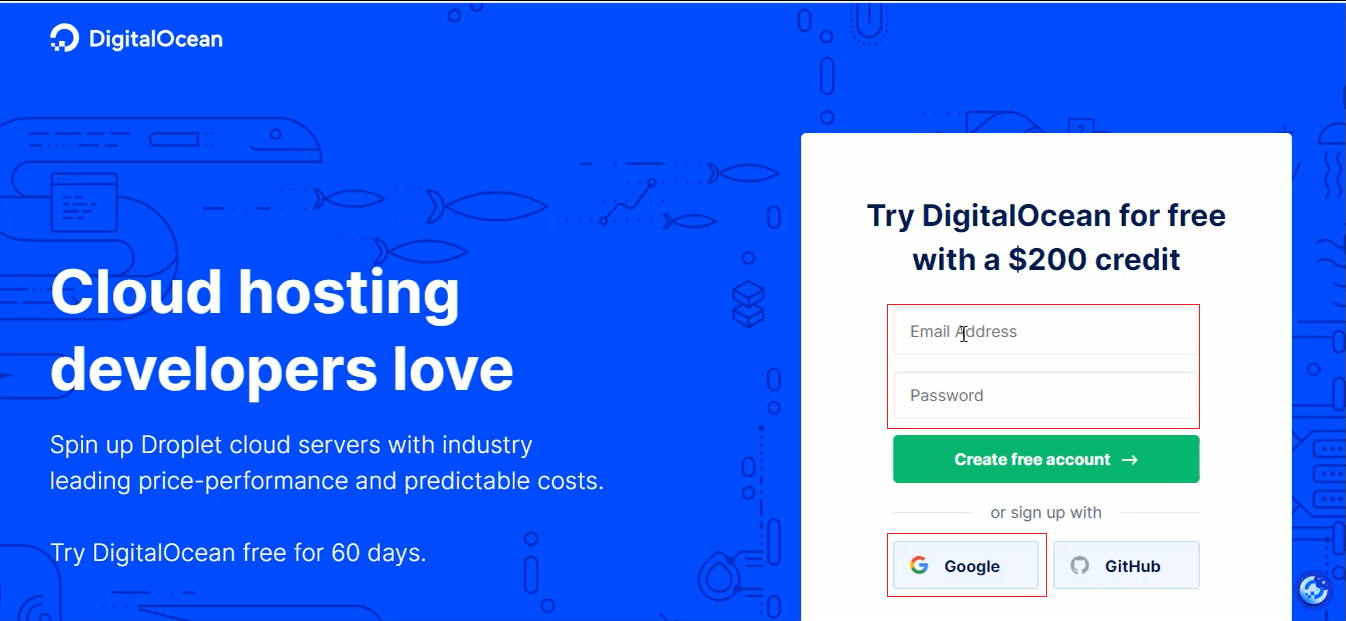 DigitalOcean
Cloud hosting
developers love
Spin up Droplet cloud servers with industry
leading price-performance and predictable costs.
Try DigitalOcean free for 60 days.
Try DigitalOcean for free
with a $200 credit
Email Address
Password
Create free account →
or sign up with
Google
GitHub